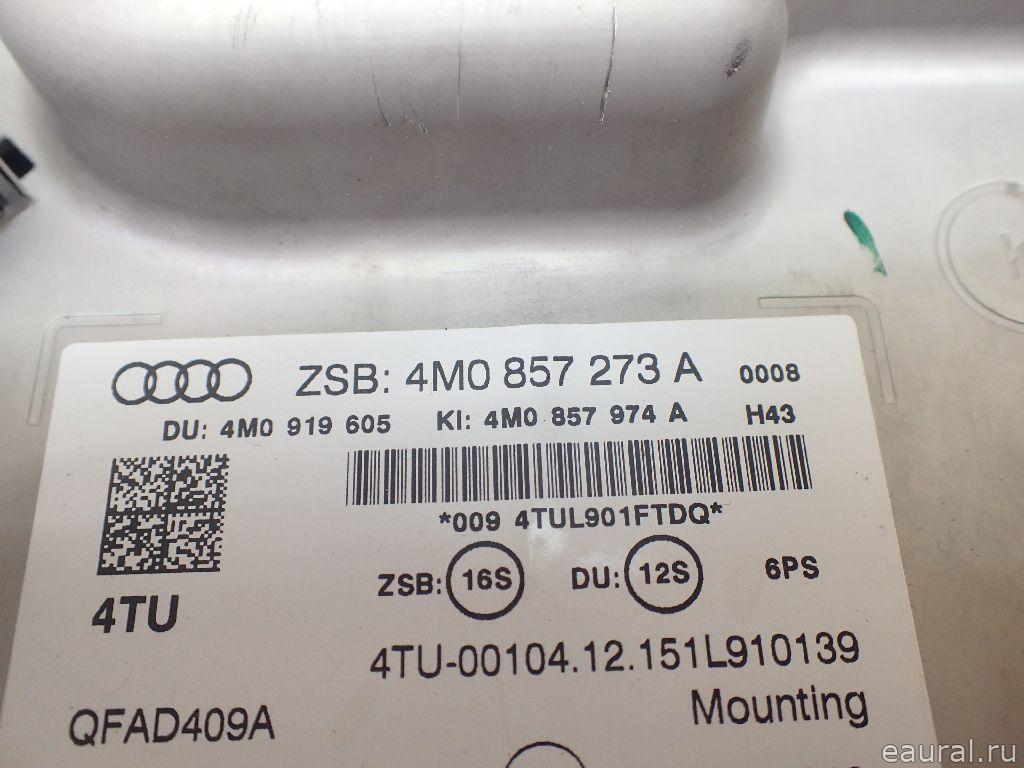 ZSB: 4M0 857 273 A 0008
DU: 4M0 919 605 KI: 4M0 857 974 A H43
*009 4TUL901FTDQ*
ZSB: 16S DU: 12S 6PS
4TU
4TU-00104.12.151L910139
QFAD409A Mounting
eaural.ru